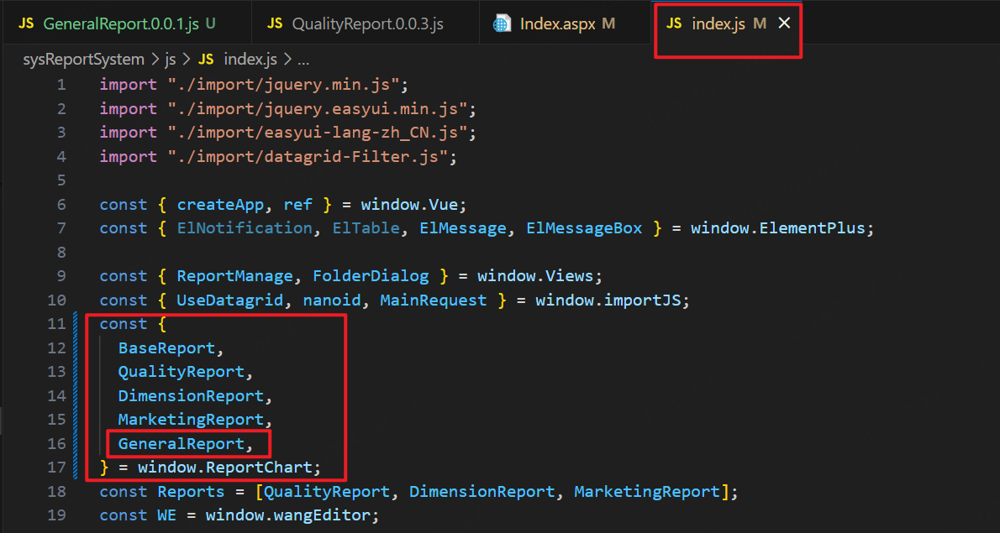 JS GeneralReport.0.0.1.js U JS QualityReport.0.0.3.js Index.aspx M JS index.js M ×
sysReportSystem > js > JS index.js > ...
1 import "./import/jquery.min.js";
2 import "./import/jquery.easyui.min.js";
3 import "./import/easyui-lang-zh_CN.js";
4 import "./import/datagrid-Filter.js";
5
6 const { createApp, ref } = window.Vue;
7 const { ElNotification, ElTable, ElMessage, ElMessageBox } = window.ElementPlus;
8
9 const { ReportManage, FolderDialog } = window.Views;
10 const { UseDatagrid, nanoid, MainRequest } = window.importJS;
11 const {
12 BaseReport,
13 QualityReport,
14 DimensionReport,
15 MarketingReport,
16 GeneralReport,
17 } = window.ReportChart;
18 const Reports = [QualityReport, DimensionReport, MarketingReport];
19 const WE = window.wangEditor;